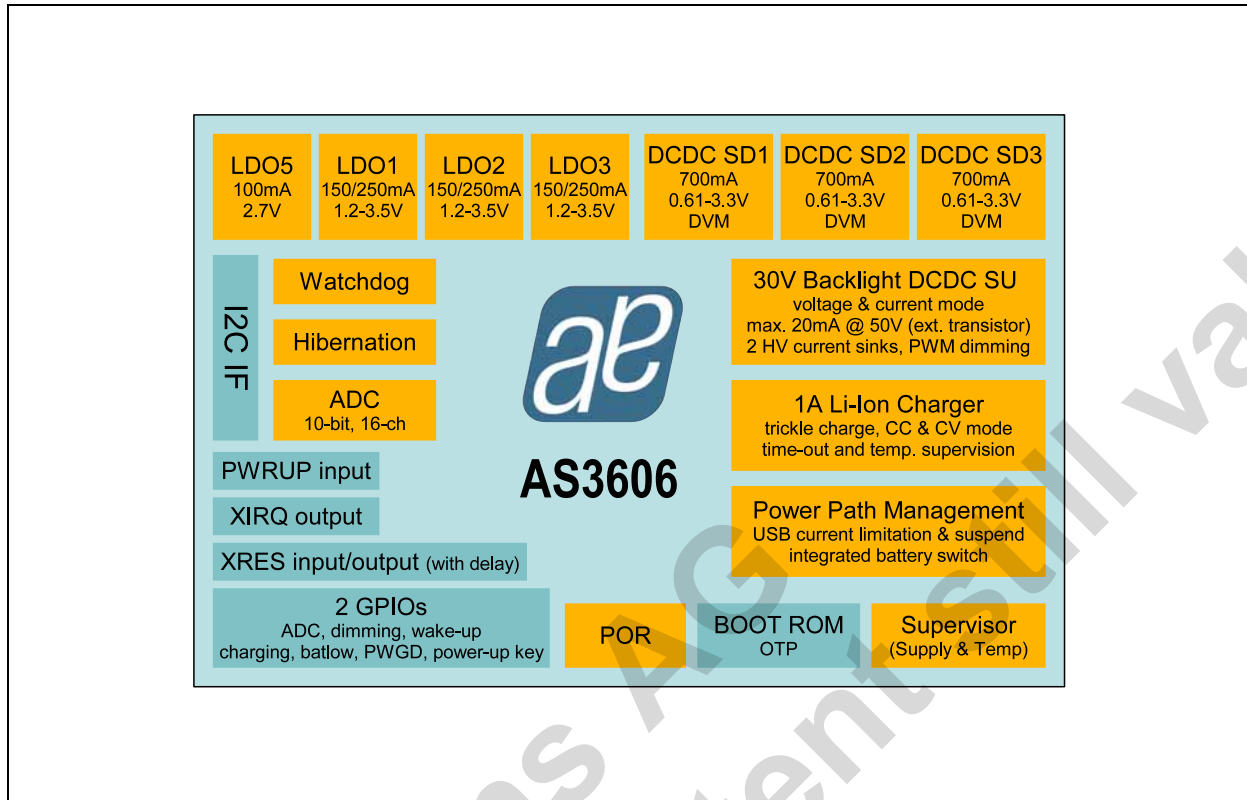 LDO5
100mA
2.7V
LDO1
150/250mA
1.2-3.5V
LDO2
150/250mA
1.2-3.5V
LDO3
150/250mA
1.2-3.5V
DCDC SD1
700mA
0.61-3.3V
DVM
DCDC SD2
700mA
0.61-3.3V
DVM
DCDC SD3
700mA
0.61-3.3V
DVM
I2C IF
Watchdog
Hibernation
ADC
10-bit, 16-ch
PWRUP input
XIRQ output
XRES input/output (with delay)
2 GPIOs
ADC, dimming, wake-up
charging, batlow, PWGD, power-up key
ae
AS3606
30V Backlight DCDC SU
voltage & current mode
max. 20mA @ 50V (ext. transistor)
2 HV current sinks, PWM dimming
1A Li-Ion Charger
trickle charge, CC & CV mode
time-out and temp. supervision
Power Path Management
USB current limitation & suspend
integrated battery switch
POR
BOOT ROM
OTP
Supervisor
(Supply & Temp)
AG
still